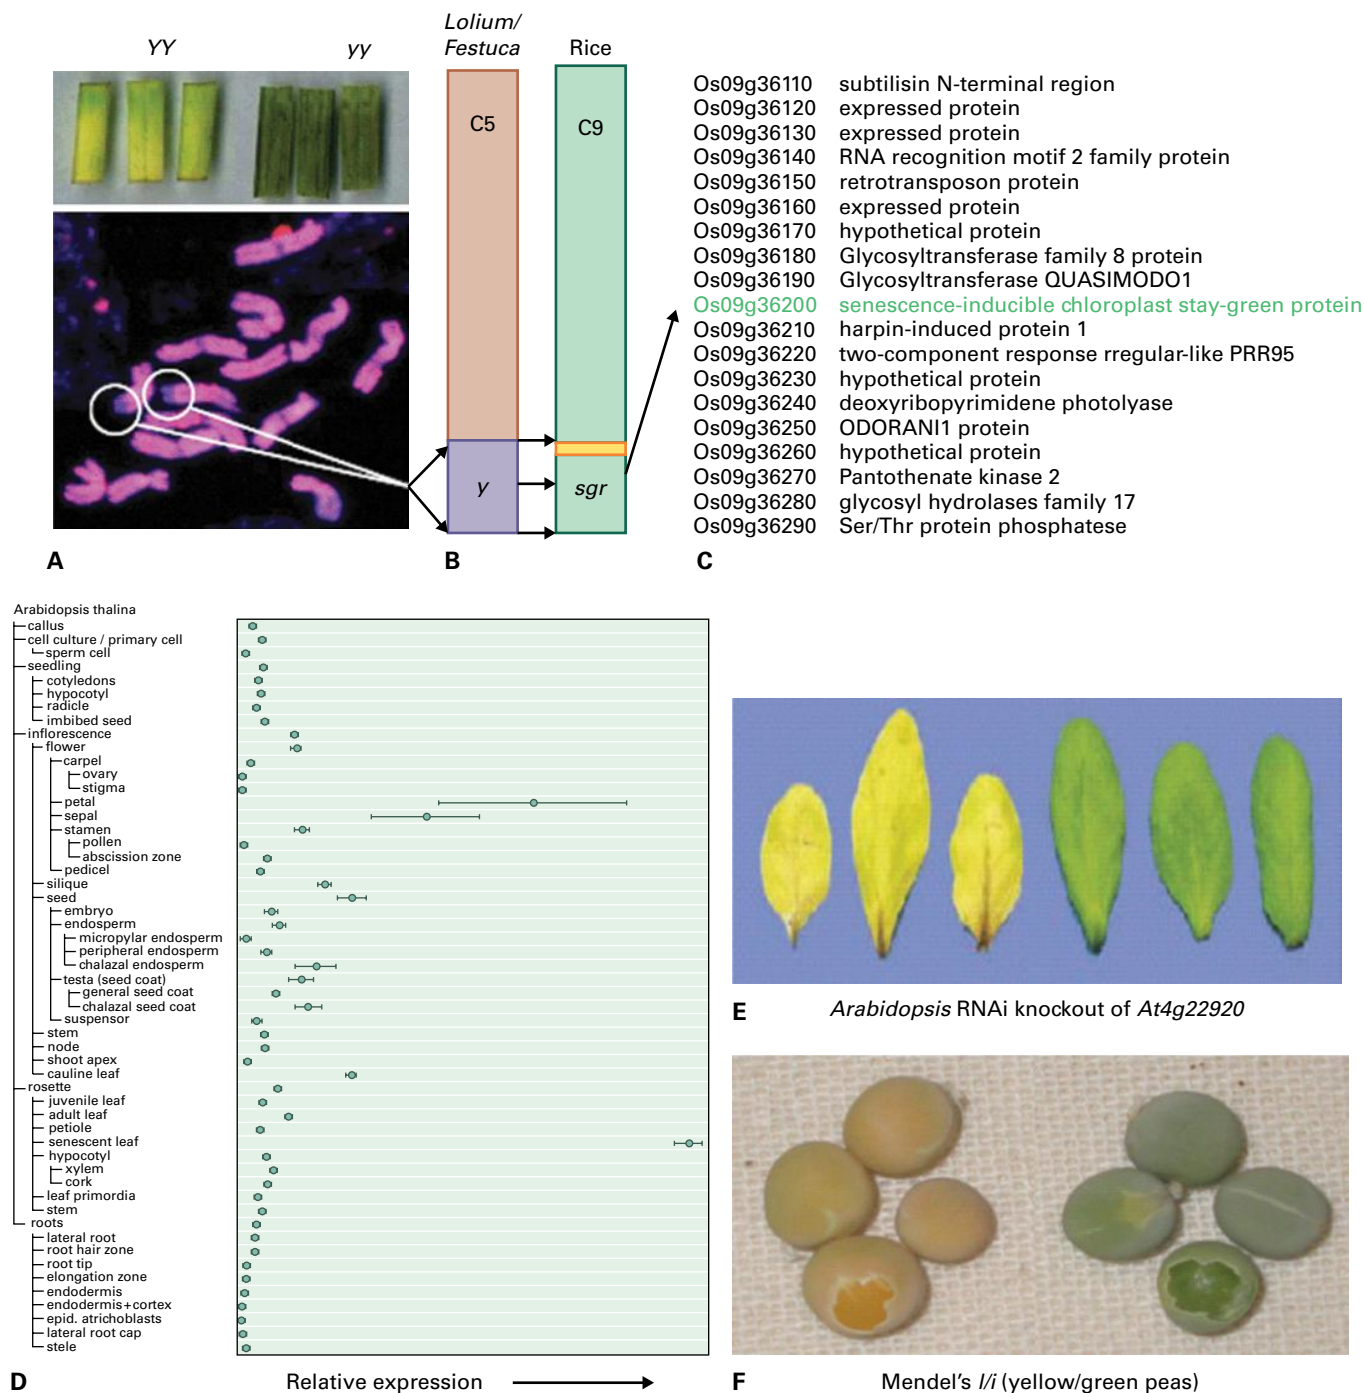 YY
yy
Lolium/
Festuca
Rice
C5
C9
y
sgr
Os09g36110 subtilisin N-terminal region
Os09g36120 expressed protein
Os09g36130 expressed protein
Os09g36140 RNA recognition motif 2 family protein
Os09g36150 retrotransposon protein
Os09g36160 expressed protein
Os09g36170 hypothetical protein
Os09g36180 Glycosyltransferase family 8 protein
Os09g36190 Glycosyltransferase QUASIMODO1
Os09g36200 senescence-inducible chloroplast stay-green protein
Os09g36210 harpin-induced protein 1
Os09g36220 two-component response rregular-like PRR95
Os09g36230 hypothetical protein
Os09g36240 deoxyribopyrimidene photolyase
Os09g36250 ODORANI1 protein
Os09g36260 hypothetical protein
Os09g36270 Pantothenate kinase 2
Os09g36280 glycosyl hydrolases family 17
Os09g36290 Ser/Thr protein phosphatese
A
B
C
Arabidopsis thalina
callus
cell culture / primary cell
sperm cell
seedling
cotyledons
hypocotyl
radicle
imbibed seed
inflorescence
flower
carpel
ovary
stigma
petal
sepal
stamen
pollen
abscission zone
pedicel
silique
seed
embryo
endosperm
micropylar endosperm
peripheral endosperm
chalazal endosperm
testa (seed coat)
general seed coat
chalazal seed coat
suspensor
stem
node
shoot apex
cauline leaf
rosette
juvenile leaf
adult leaf
petiole
senescent leaf
hypocotyl
xylem
cork
leaf primordia
stem
roots
lateral root
root hair zone
root tip
elongation zone
endodermis
endodermis+cortex
epid. atrichoblasts
lateral root cap
stele
D
Relative expression
E
Arabidopsis RNAi knockout of At4g22920
F
Mendel's I/i (yellow/green peas)